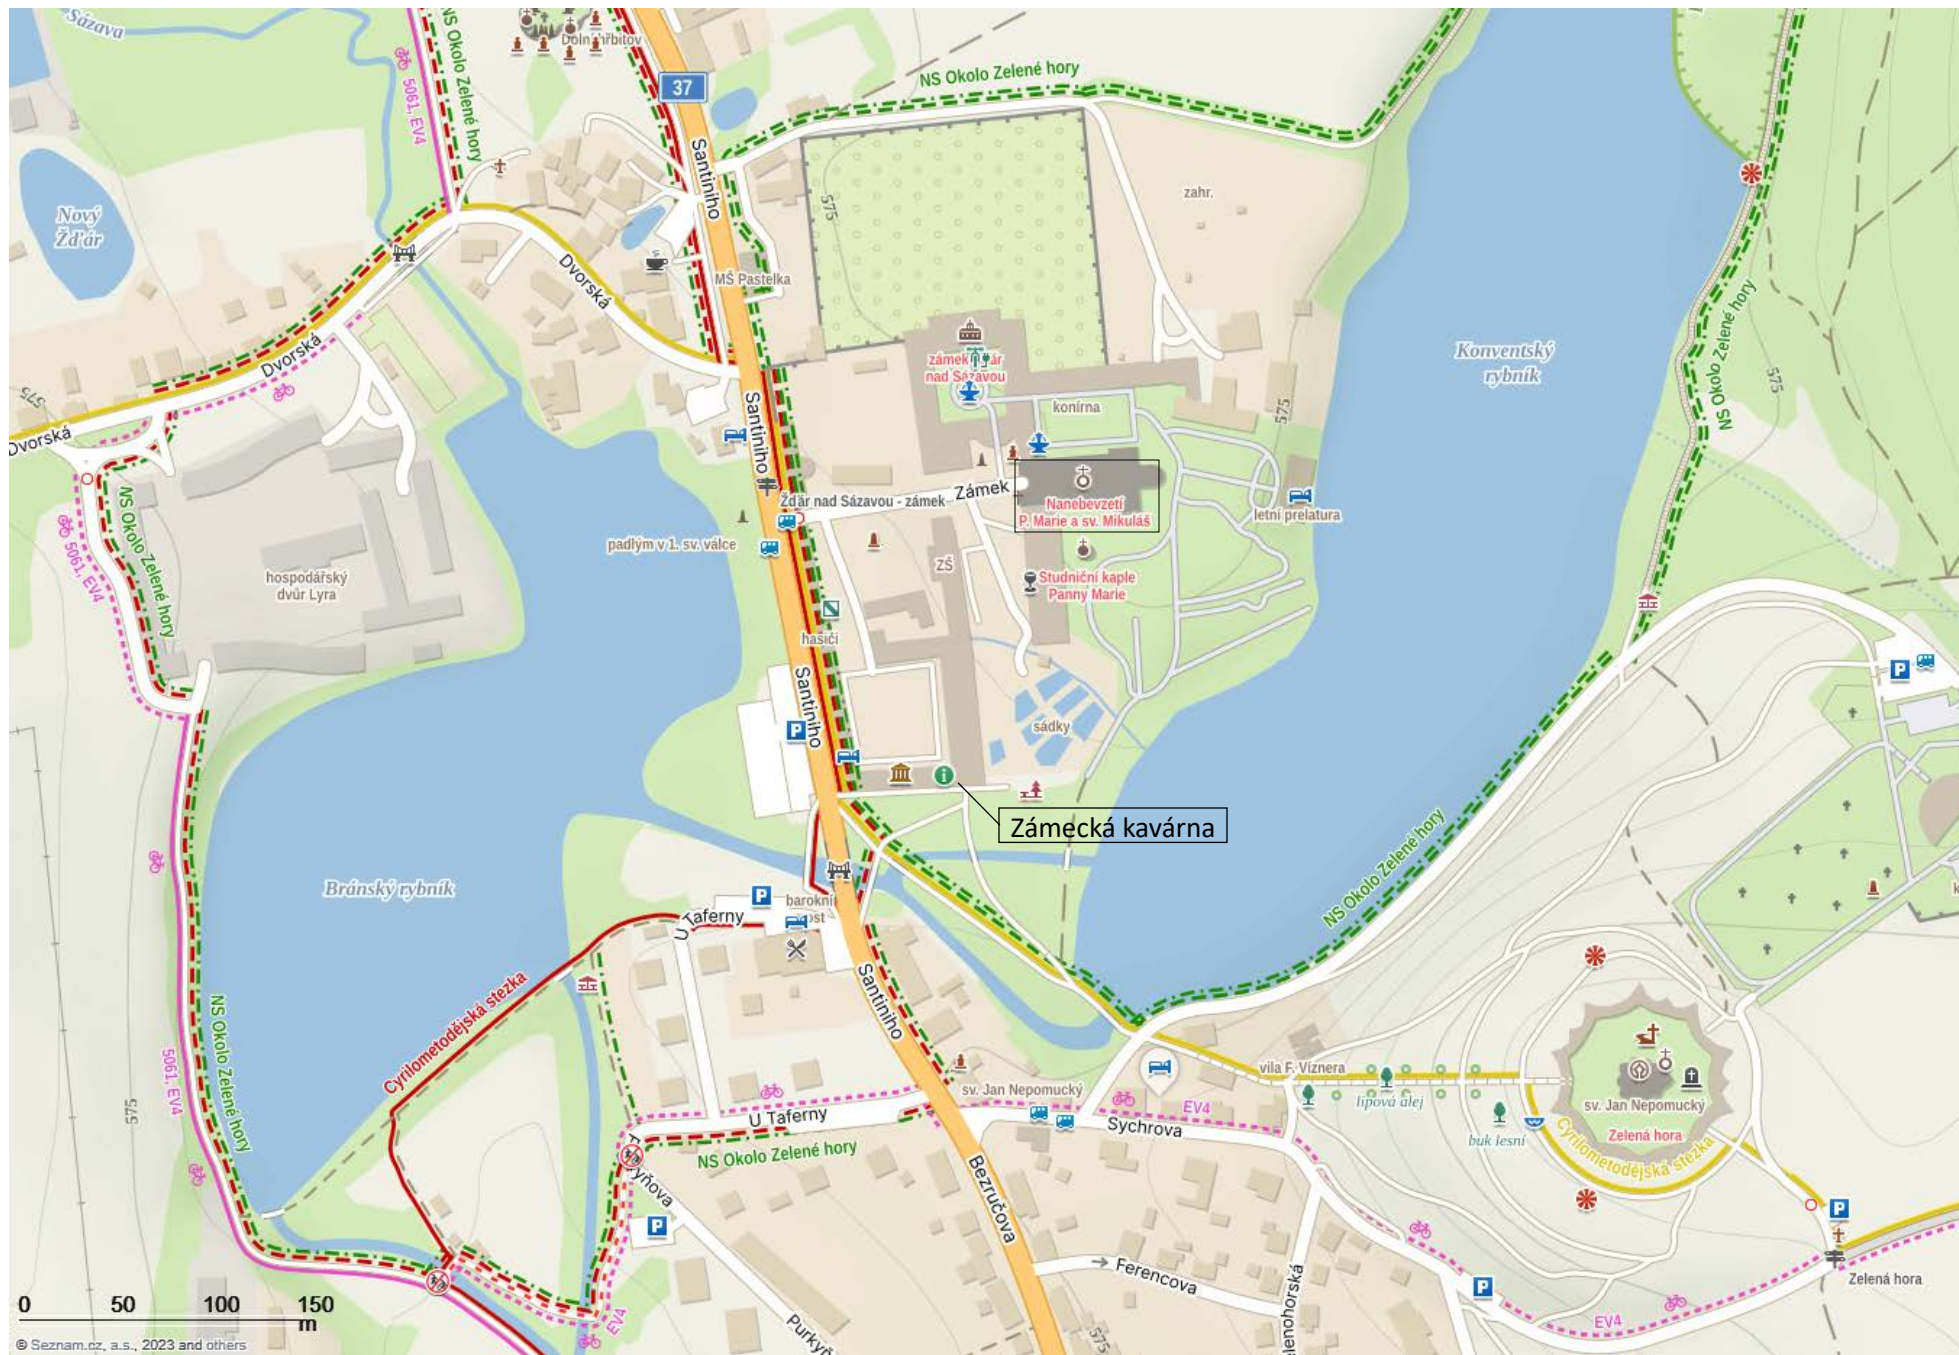 Sázava
Dolní hřbitov
NS Okolo Zelené hory
5061, EV4
37
NS Okolo Zelené hory
Santiniho
zahr.
575
Nový
Žďár
Dvorská
MŠ Pastelka
NS Okolo Zelené hory
Dvorská
zámek
nad Sázavou
Konventský
rybník
575
575
575
Dvorská
Santiniho
konírna
575
Žďár nad Sázavou - zámek
Zámek
Nanebevzetí
P. Marie a sv. Mikuláš
letní prelatura
NS Okolo Zelené hory
5061, EV4
padlým v 1. sv. válce
hospodářský
dvůr Lyra
ZŠ
Studniční kaple
Panny Marie
hasiči
Santiniho
P
sádky
P
Zámecká kavárna
NS Okolo Zelené hory
Bránský rybník
P
barokní
U Taferny
Santiniho
Cyrilometodějská stezka
NS Okolo Zelené hory
5061, EV4
575
vila F. Víznera
lipová alej
sv. Jan Nepomucký
sv. Jan Nepomucký
Zelená hora
EV4
Sychrova
U Taferny
buk lesní
Cyrilometodějská stezka
NS Okolo Zelené hory
Bezručova
P
P
P
Ferencova
Zelená hora
EV4
EV4
575
0 50 100 150
m
© Seznam.cz, a.s., 2023 and others